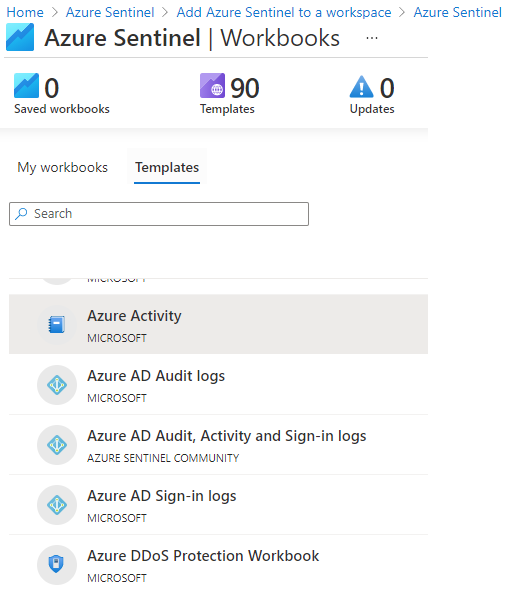 Home > Azure Sentinel > Add Azure Sentinel to a workspace > Azure Sentinel
Azure Sentinel | Workbooks ...
0
Saved workbooks
90
Templates
0
Updates
My workbooks
Templates
Search
MICROSOFT
Azure Activity
MICROSOFT
Azure AD Audit logs
MICROSOFT
Azure AD Audit, Activity and Sign-in logs
AZURE SENTINEL COMMUNITY
Azure AD Sign-in logs
MICROSOFT
Azure DDoS Protection Workbook
MICROSOFT